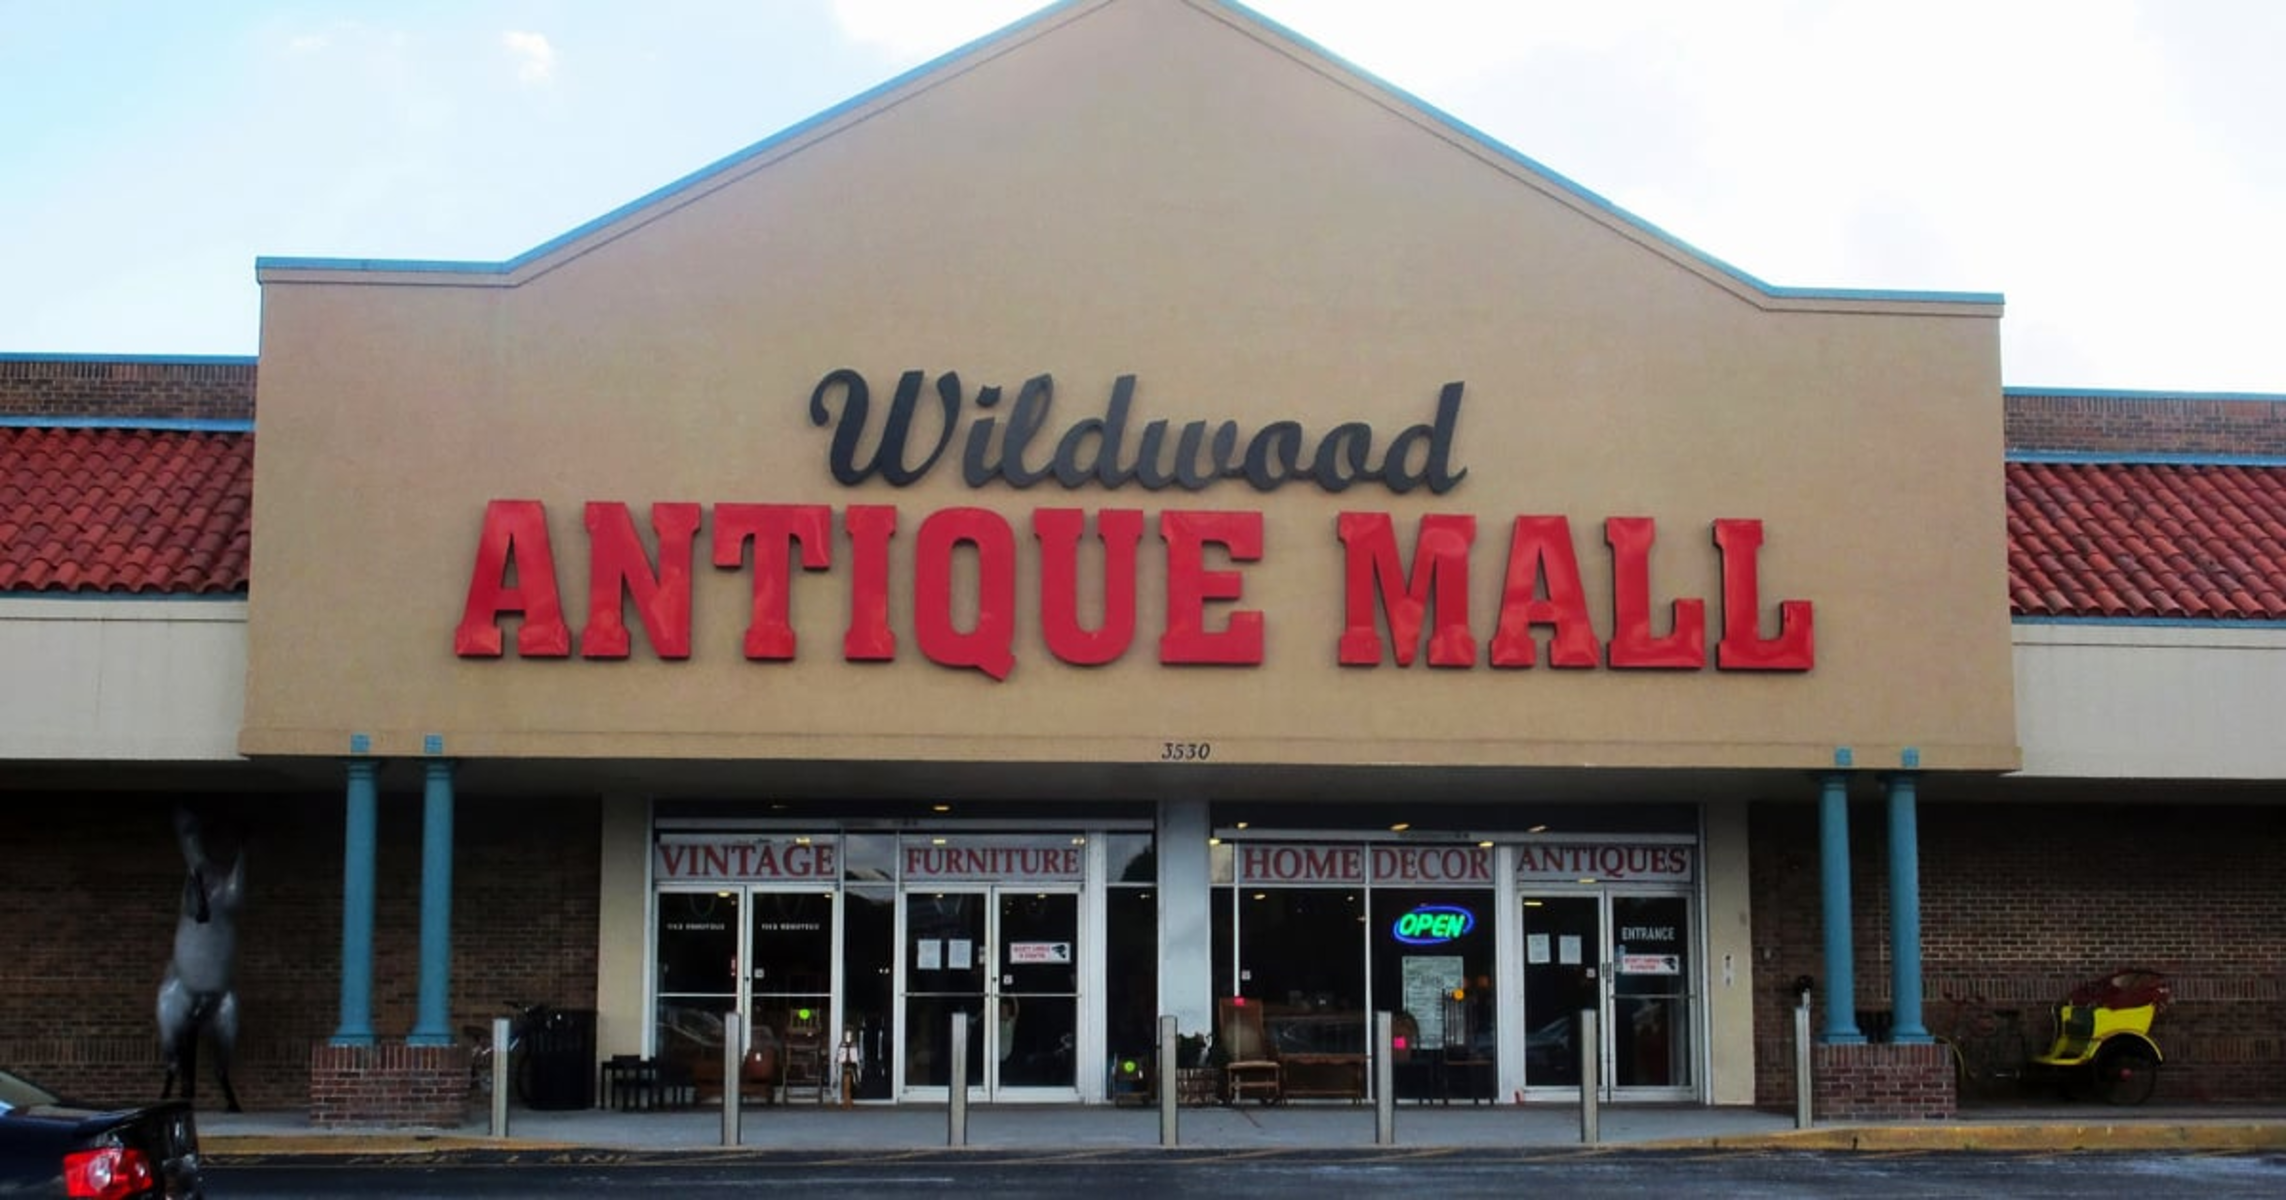 Wildwood
ANTIQUE MALL
3530
VINTAGE FURNITURE HOME DECOR ANTIQUES
OPEN
ENTRANCE